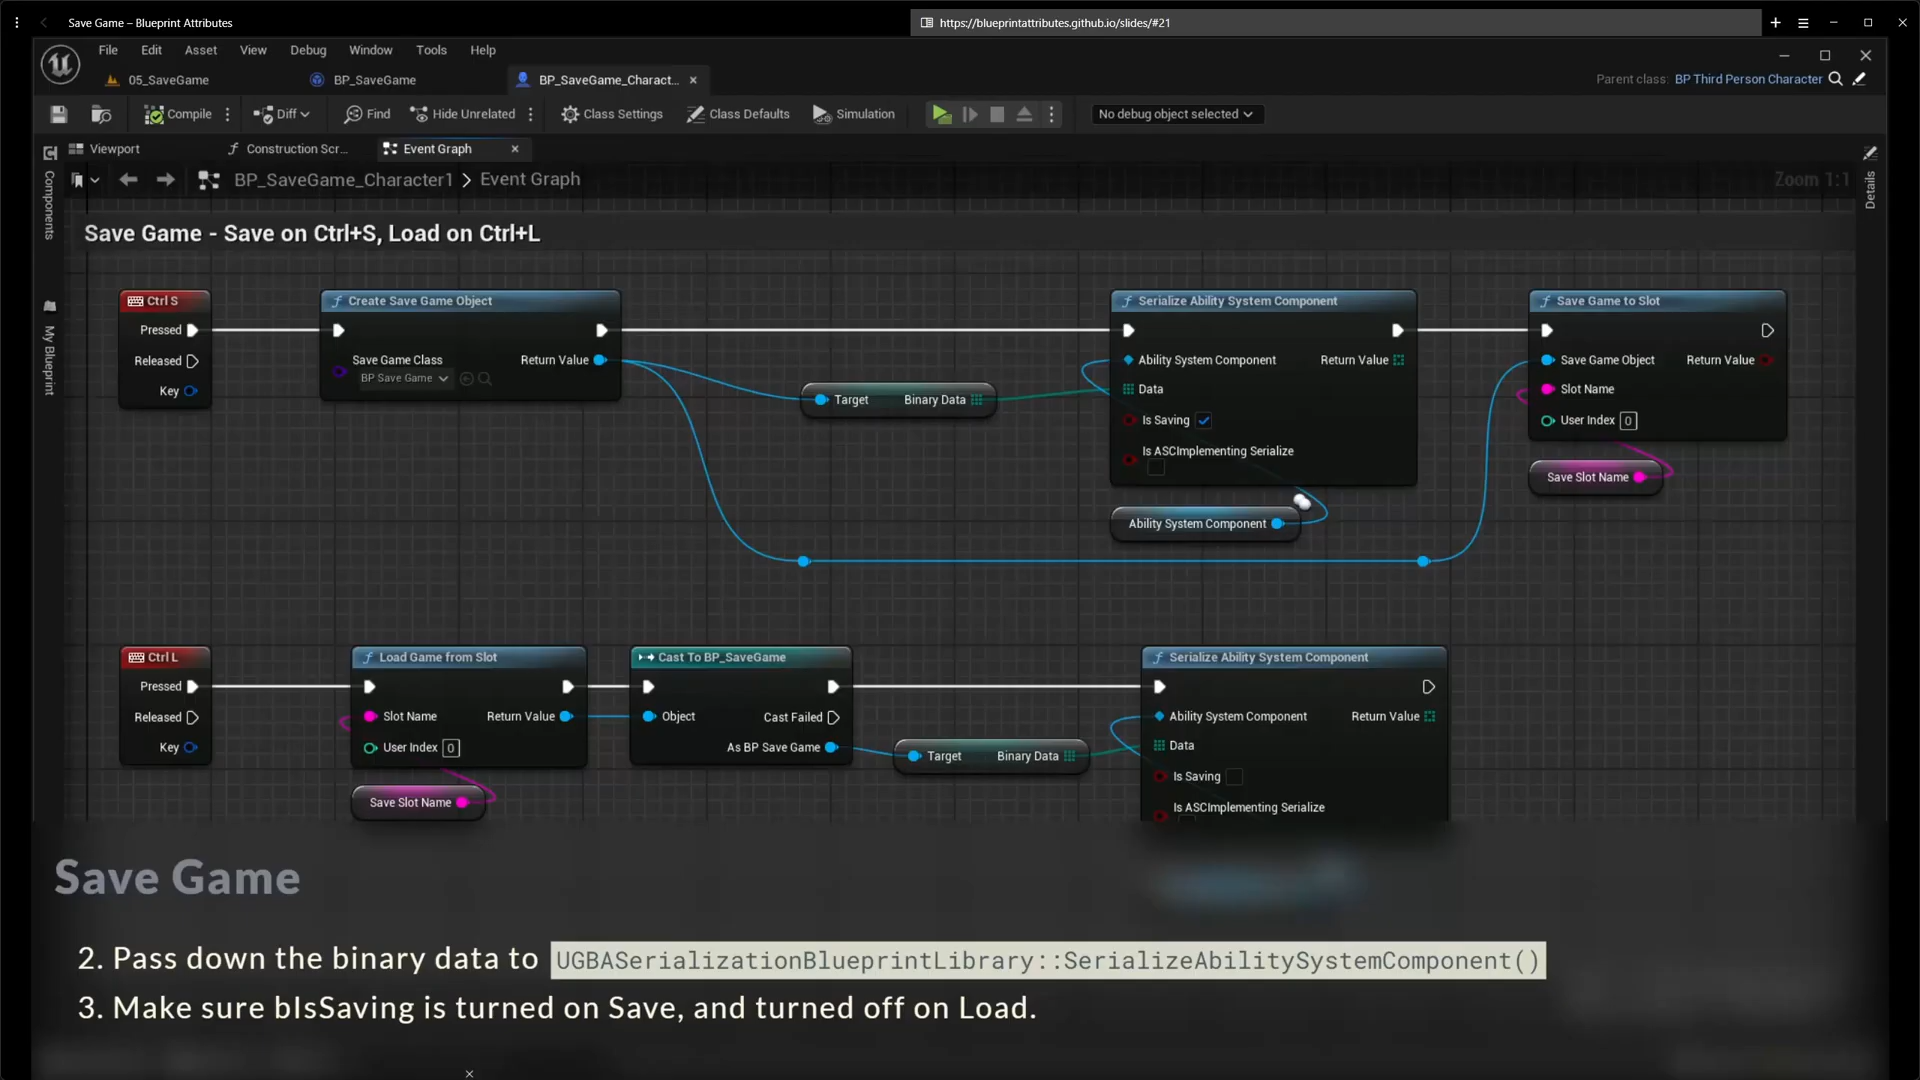 Save Game – Blueprint Attributes
https://blueprintattributes.github.io/slides/#21
File Edit Asset View Debug Window Tools Help
05_SaveGame BP_SaveGame BP_SaveGame_Charact...
Parent class: BP Third Person Character
Compile Diff Find Hide Unrelated Class Settings Class Defaults Simulation No debug object selected
Viewport Construction Scr... Event Graph
BP_SaveGame_Character1 > Event Graph
Zoom 1:1
Components
My Blueprint
Details
Save Game - Save on Ctrl+S, Load on Ctrl+L
Ctrl S
Pressed
Released
Key
Create Save Game Object
Save Game Class
BP Save Game
Return Value
Target Binary Data
Serialize Ability System Component
Ability System Component Return Value
Data
Is Saving
Is ASCImplementing Serialize
Ability System Component
Save Game to Slot
Save Game Object Return Value
Slot Name
User Index 0
Save Slot Name
Ctrl L
Pressed
Released
Key
Load Game from Slot
Slot Name Return Value
User Index 0
Save Slot Name
Cast To BP_SaveGame
Object Cast Failed
As BP Save Game
Target Binary Data
Serialize Ability System Component
Ability System Component Return Value
Data
Is Saving
Is ASCImplementing Serialize
Save Game
2. Pass down the binary data to UGBASerializationBlueprintLibrary::SerializeAbilitySystemComponent()
3. Make sure bIsSaving is turned on Save, and turned off on Load.